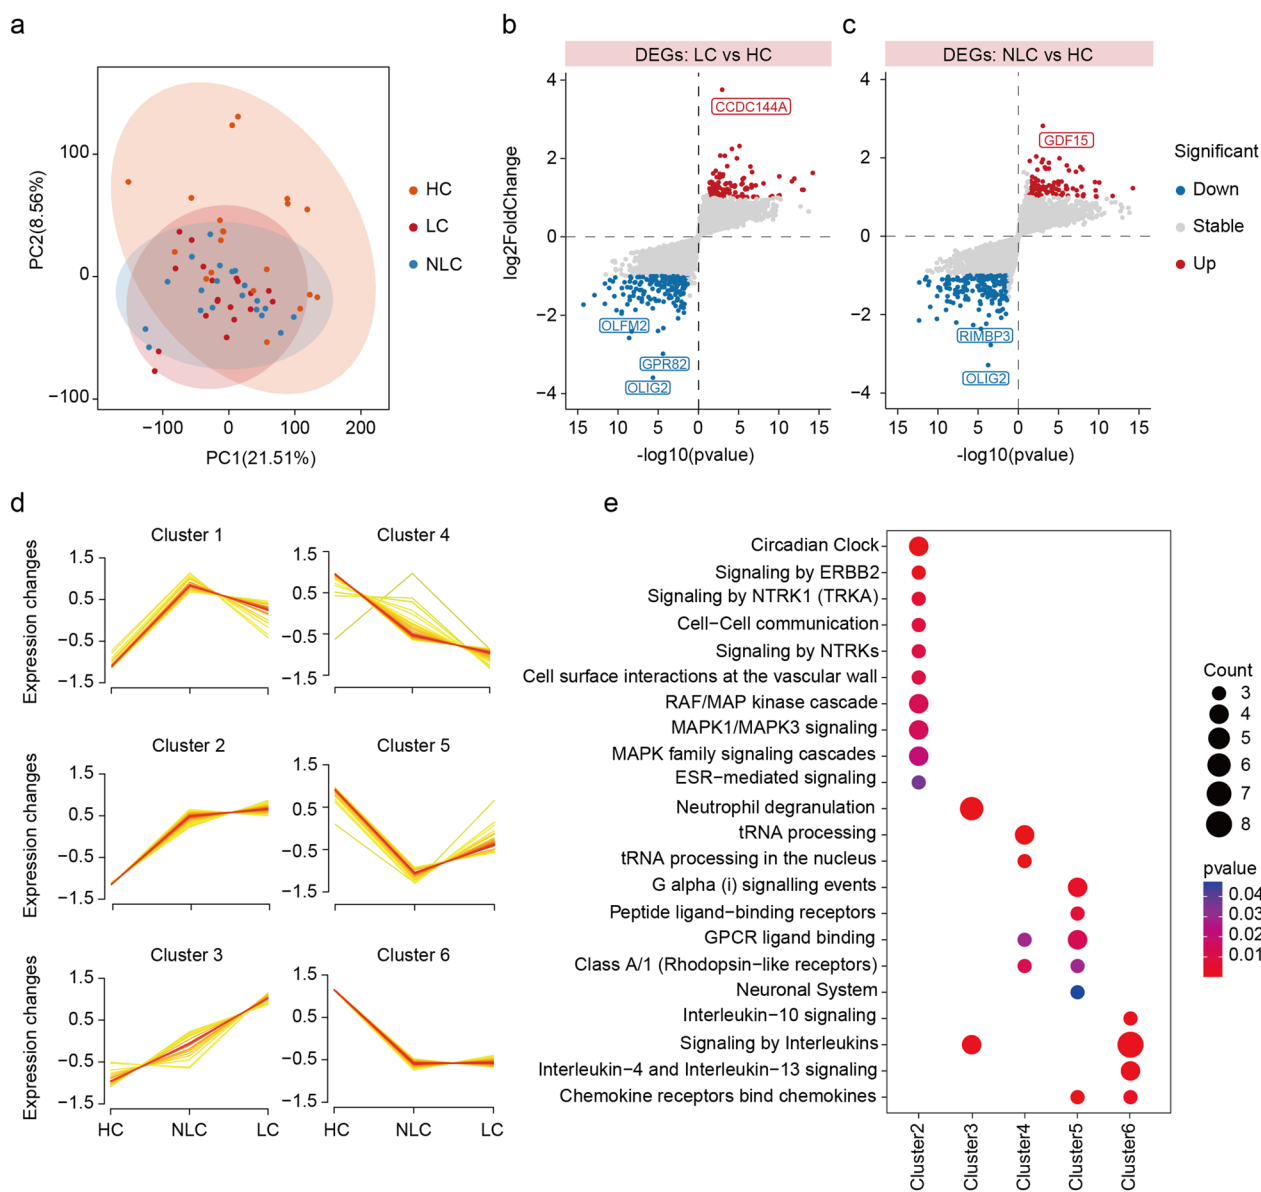 a
b
c
DEGs: LC vs HC
DEGs: NLC vs HC
PC2(8.56%)
100
0
−100
−100
0
100
200
PC1(21.51%)
HC
LC
NLC
log2FoldChange
4
2
0
−2
−4
CCDC144A
OLFM2
GPR82
OLIG2
15
10
5
0
5
10
15
-log10(pvalue)
4
2
0
−2
−4
GDF15
RIMBP3
OLIG2
15
10
5
0
5
10
15
-log10(pvalue)
Significant
Down
Stable
Up
d
e
Cluster 1
Cluster 4
Expression changes
1.5
0.5
−0.5
−1.5
1.5
0.5
−0.5
−1.5
Cluster 2
Cluster 5
Expression changes
1.5
0.5
−0.5
−1.5
1.5
0.5
−0.5
−1.5
Cluster 3
Cluster 6
Expression changes
1.5
0.5
−0.5
−1.5
1.5
0.5
−0.5
−1.5
HC
NLC
LC
HC
NLC
LC
Circadian Clock
Signaling by ERBB2
Signaling by NTRK1 (TRKA)
Cell−Cell communication
Signaling by NTRKs
Cell surface interactions at the vascular wall
RAF/MAP kinase cascade
MAPK1/MAPK3 signaling
MAPK family signaling cascades
ESR−mediated signaling
Neutrophil degranulation
tRNA processing
tRNA processing in the nucleus
G alpha (i) signalling events
Peptide ligand−binding receptors
GPCR ligand binding
Class A/1 (Rhodopsin−like receptors)
Neuronal System
Interleukin−10 signaling
Signaling by Interleukins
Interleukin−4 and Interleukin−13 signaling
Chemokine receptors bind chemokines
Cluster2
Cluster3
Cluster4
Cluster5
Cluster6
Count
3
4
5
6
7
8
pvalue
0.04
0.03
0.02
0.01